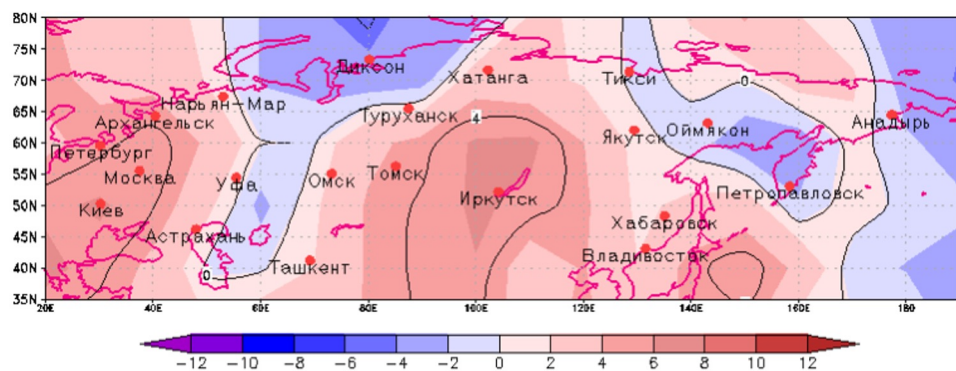 80N
75N
Диксон
Хатанга
Тикси
70N
0
Нарьян-Мар
65N
Архангельск
Туруханск
4
Якутск
Оймякон
Анадырь
60N
Петербург
55N
Москва
Уфа
Омск
Томск
Иркутск
Петропавловск
50N
Киев
Хабаровск
45N
Астрахань
Владивосток
40N
0
Ташкент
35N
20E 40E 60E 80E 100E 120E 140E 160E 180
-12 -10 -8 -6 -4 -2 0 2 4 6 8 10 12